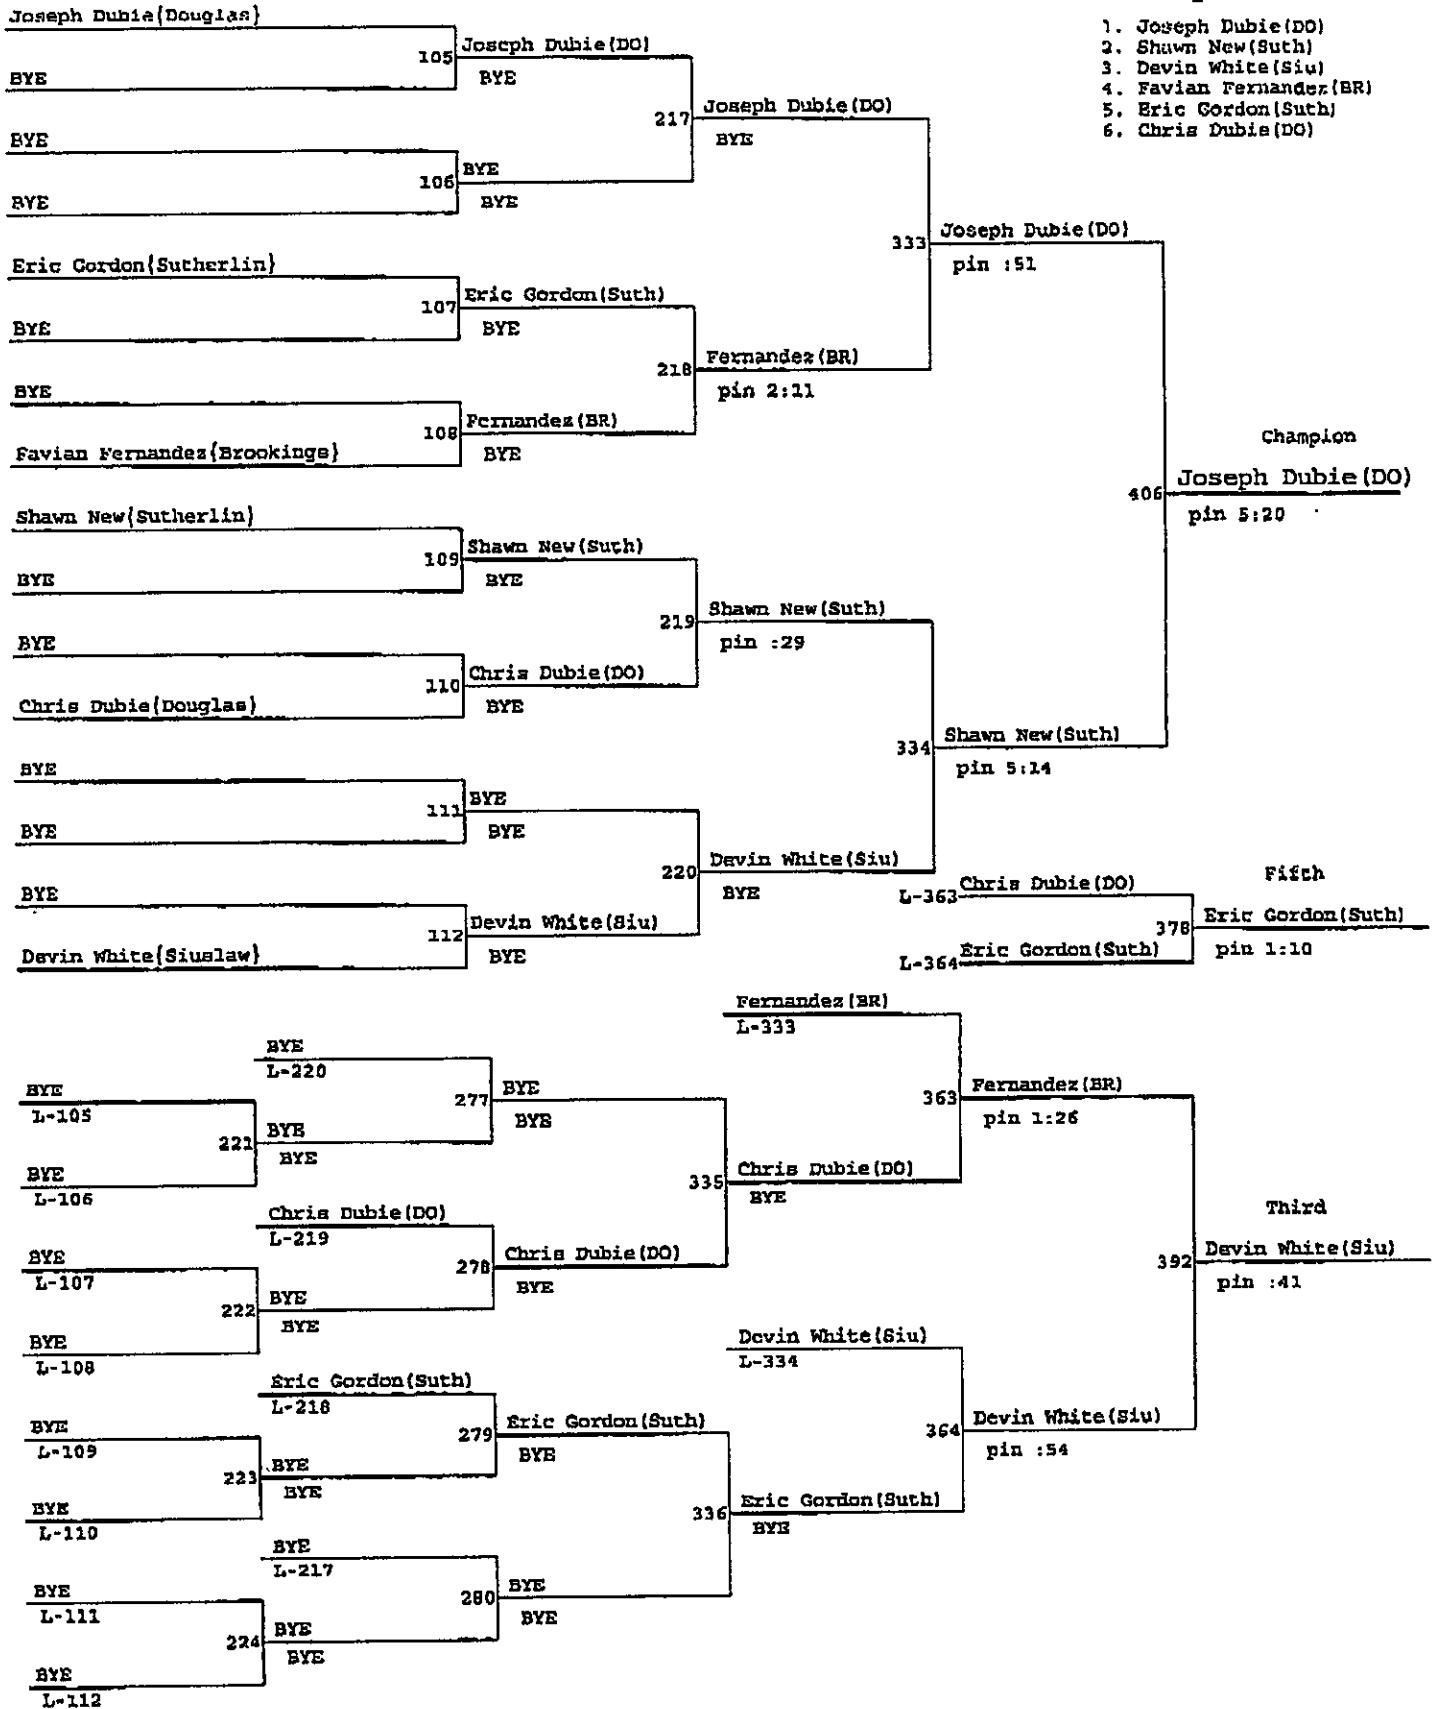 Joseph Dubie{Douglas}
105
Joseph Dubie(DO)
BYE
BYE
217
Joseph Dubie(DO)
BYE
BYE
106
BYE
BYE
BYE
333
Joseph Dubie(DO)
pin :51
Eric Gordon{Sutherlin}
107
Eric Gordon(Suth)
BYE
BYE
218
Fernandez(BR)
pin 2:11
BYE
108
Fernandez(BR)
BYE
Favian Fernandez{Brookings}
1. Joseph Dubie(DO)
2. Shawn New(Suth)
3. Devin White(Siu)
4. Favian Fernandez(BR)
5. Eric Gordon(Suth)
6. Chris Dubie(DO)
Champion
406
Joseph Dubie(DO)
pin 5:20
Shawn New{Sutherlin}
109
Shawn New(Suth)
BYE
BYE
219
Shawn New(Suth)
pin :29
BYE
110
Chris Dubie(DO)
BYE
Chris Dubie{Douglas}
334
Shawn New(Suth)
pin 5:14
BYE
111
BYE
BYE
BYE
220
Devin White(Siu)
BYE
BYE
112
Devin White(Siu)
BYE
Devin White{Siuslaw}
Fifth
L-363
Chris Dubie(DO)
378
Eric Gordon(Suth)
pin 1:10
L-364
Eric Gordon(Suth)
Fernandez(BR)
L-333
BYE
L-220
BYE
L-105
277
BYE
BYE
221
BYE
BYE
BYE
L-106
363
Fernandez(BR)
pin 1:26
335
Chris Dubie(DO)
BYE
Chris Dubie(DO)
L-219
BYE
L-107
278
Chris Dubie(DO)
BYE
222
BYE
BYE
BYE
L-108
Third
392
Devin White(Siu)
pin :41
Devin White(Siu)
L-334
Eric Gordon(Suth)
L-218
BYE
L-109
279
Eric Gordon(Suth)
BYE
223
BYE
BYE
BYE
L-110
364
Devin White(Siu)
pin :54
336
Eric Gordon(Suth)
BYE
BYE
L-217
BYE
L-111
280
BYE
BYE
224
BYE
BYE
BYE
L-112